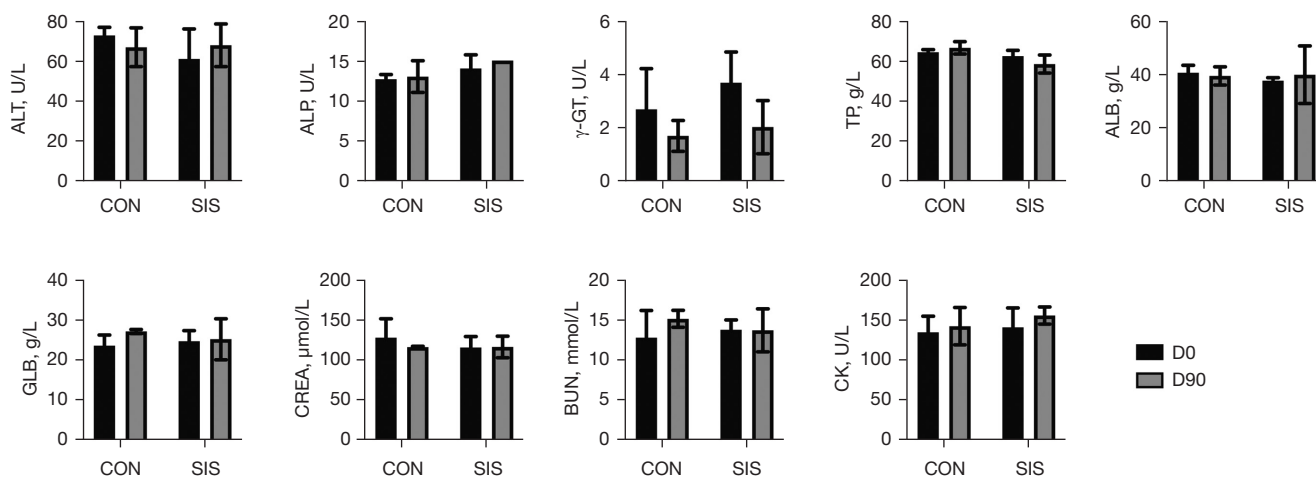 ALT, U/L
80
60
40
20
0
CON
SIS
ALP, U/L
20
15
10
5
0
CON
SIS
γ-GT, U/L
6
4
2
0
CON
SIS
TP, g/L
80
60
40
20
0
CON
SIS
ALB, g/L
60
40
20
0
CON
SIS
GLB, g/L
40
30
20
10
0
CON
SIS
CREA, μmol/L
200
150
100
50
0
CON
SIS
BUN, mmol/L
20
15
10
5
0
CON
SIS
CK, U/L
200
150
100
50
0
CON
SIS
D0
D90